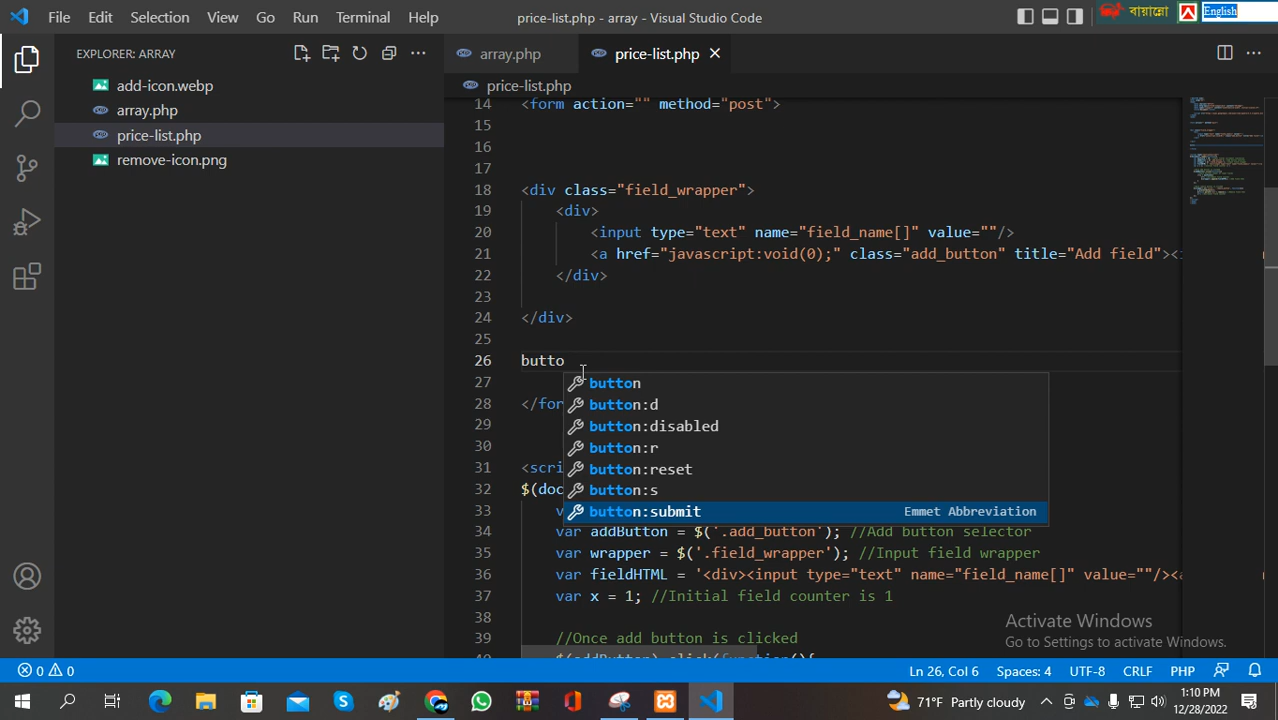 File Edit Selection View Go Run Terminal Help price-list.php - array - Visual Studio Code বায়ান্নো English
EXPLORER: ARRAY
array.php price-list.php
add-icon.webp
array.php
price-list.php
remove-icon.png
price-list.php
14 <form action="" method="post">
15
16
17
18 <div class="field_wrapper">
19 <div>
20 <input type="text" name="field_name[]" value=""/>
21 <a href="javascript:void(0);" class="add_button" title="Add field"><i
22 </div>
23
24 </div>
25
26 butto
27
28 </for
29
30
31 <scri
32 $(doc
33 v
button
button:d
button:disabled
button:r
button:reset
button:s
button:submit Emmet Abbreviation
34 var addButton = $('.add_button'); //Add button selector
35 var wrapper = $('.field_wrapper'); //Input field wrapper
36 var fieldHTML = '<div><input type="text" name="field_name[]" value=""/><a
37 var x = 1; //Initial field counter is 1
38
39 //Once add button is clicked
40 $(addButton).click(function(){
Activate Windows
Go to Settings to activate Windows.
0 0 Ln 26, Col 6 Spaces: 4 UTF-8 CRLF PHP
71°F Partly cloudy 1:10 PM
12/28/2022